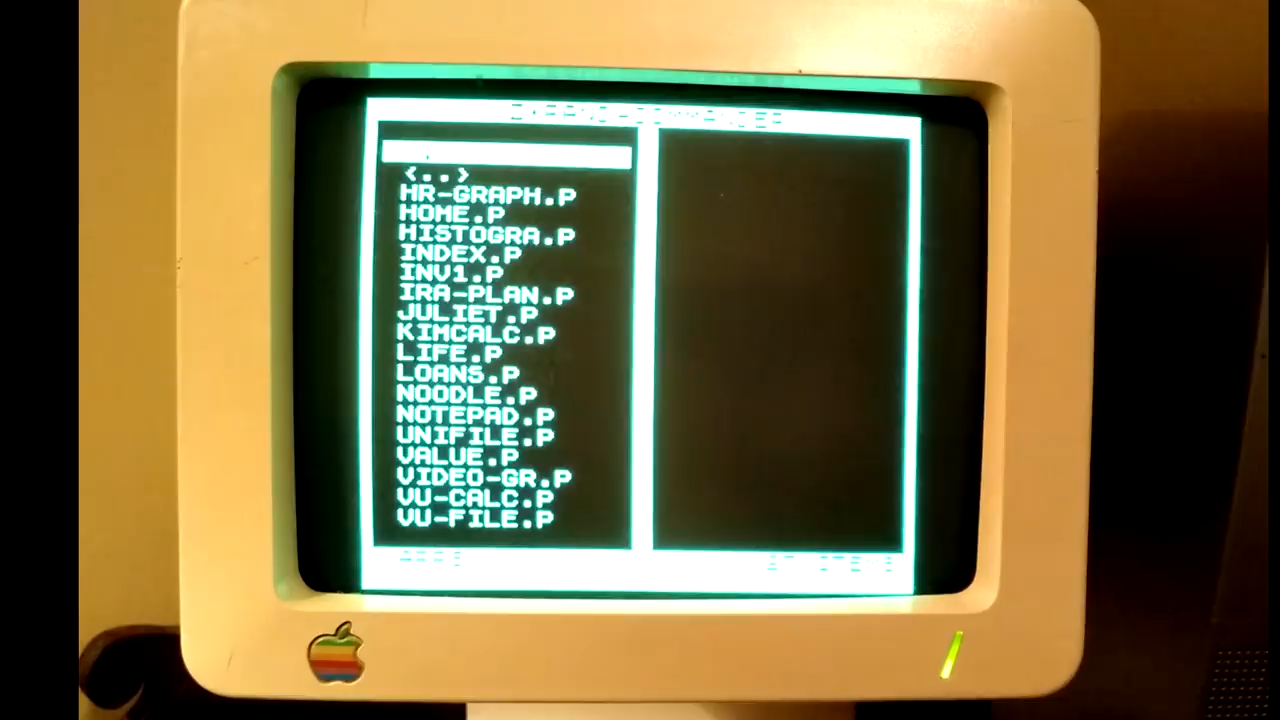 <..>
HR-GRAPH.P
HOME.P
HISTOGRA.P
INDEX.P
INV1.P
IRA-PLAN.P
JULIET.P
KIMCALC.P
LIFE.P
LOANS.P
NOODLE.P
NOTEPAD.P
UNIFILE.P
VALUE.P
VIDEO-GR.P
VU-CALC.P
VU-FILE.P